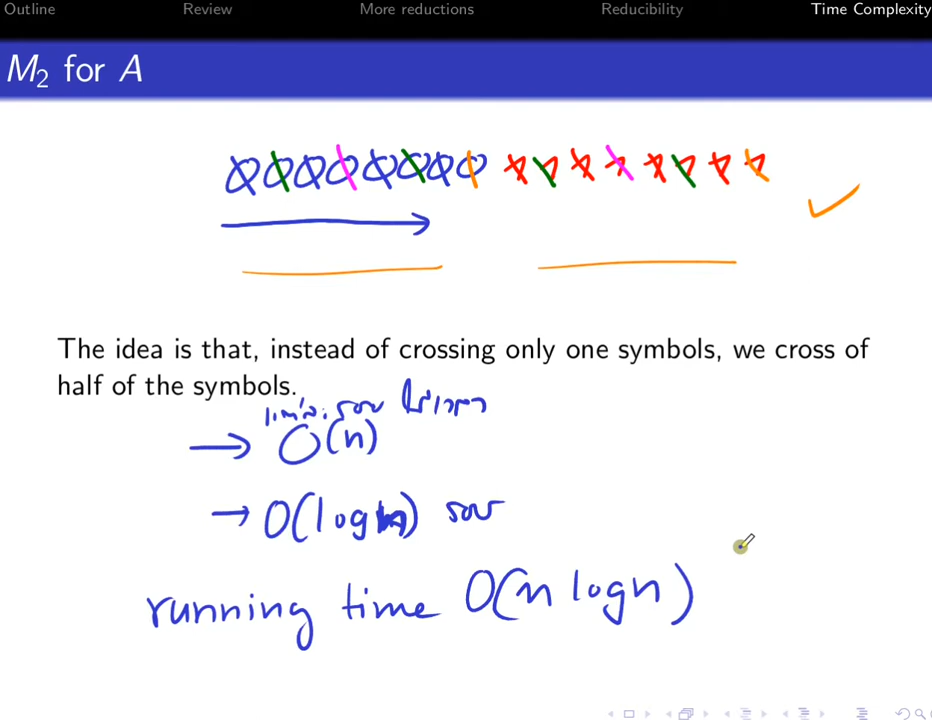 Outline Review More reductions Reducibility Time Complexity
M₂ for A
The idea is that, instead of crossing only one symbols, we cross of
half of the symbols.
→ O(n)
→ O(log n)
running time O(n log n)